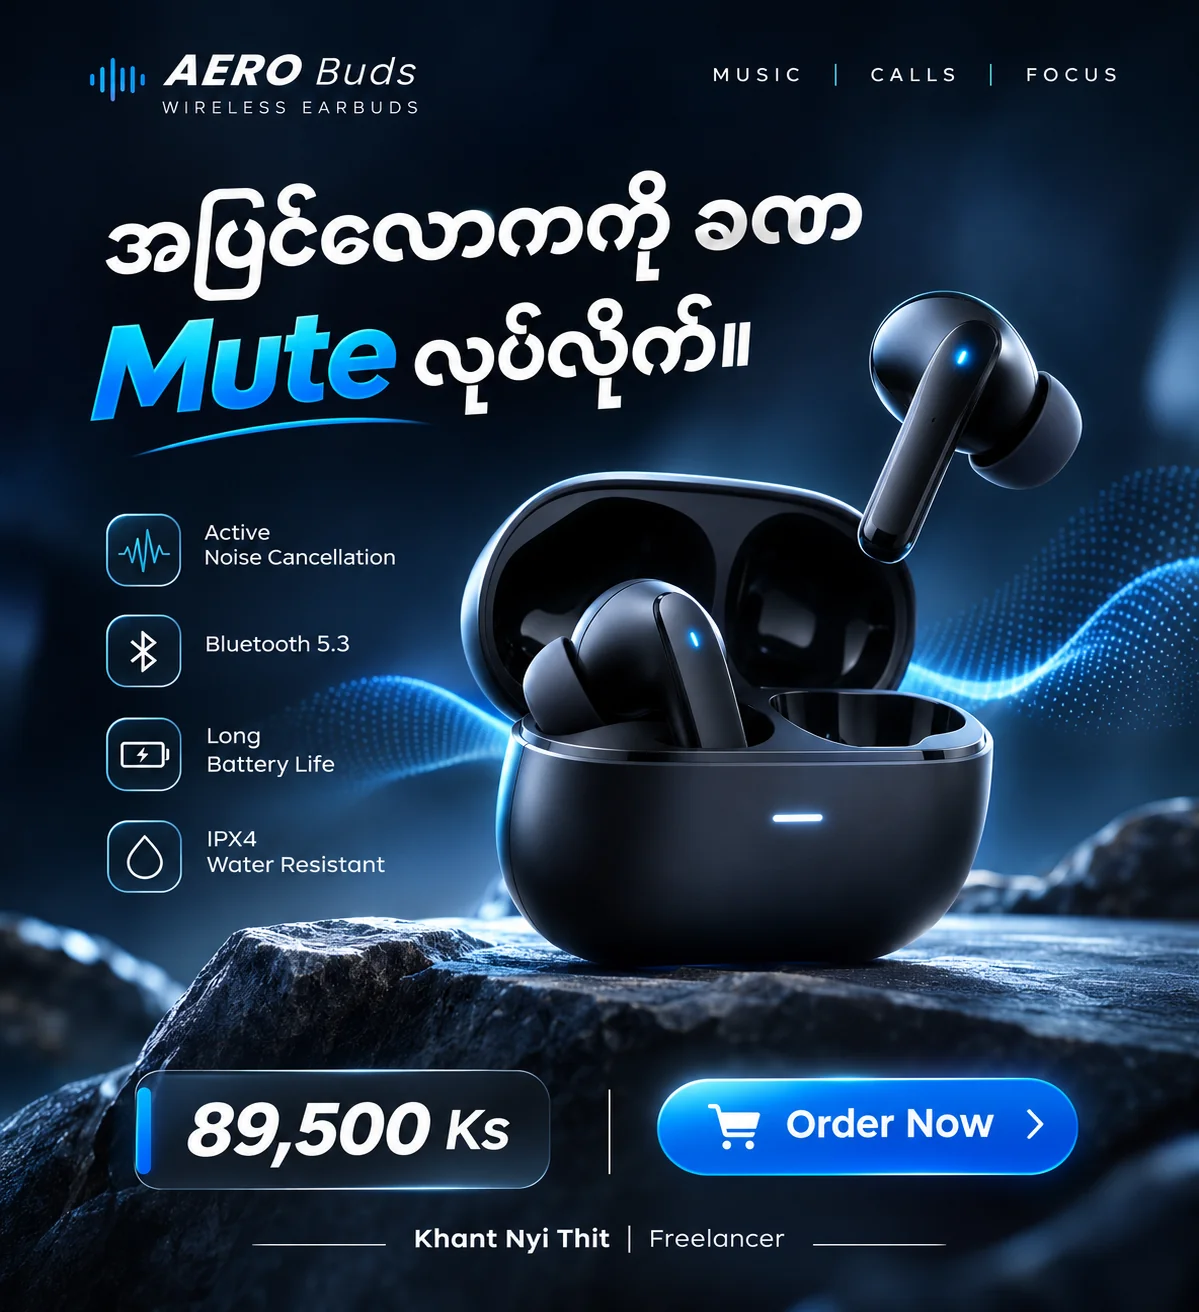 AERO Buds
WIRELESS EARBUDS
MUSIC | CALLS | FOCUS
အပြင်လောကကို ခဏ
Mute လုပ်လိုက်။
Active
Noise Cancellation
Bluetooth 5.3
Long
Battery Life
IPX4
Water Resistant
89,500 Ks
Order Now
Khant Nyi Thit | Freelancer